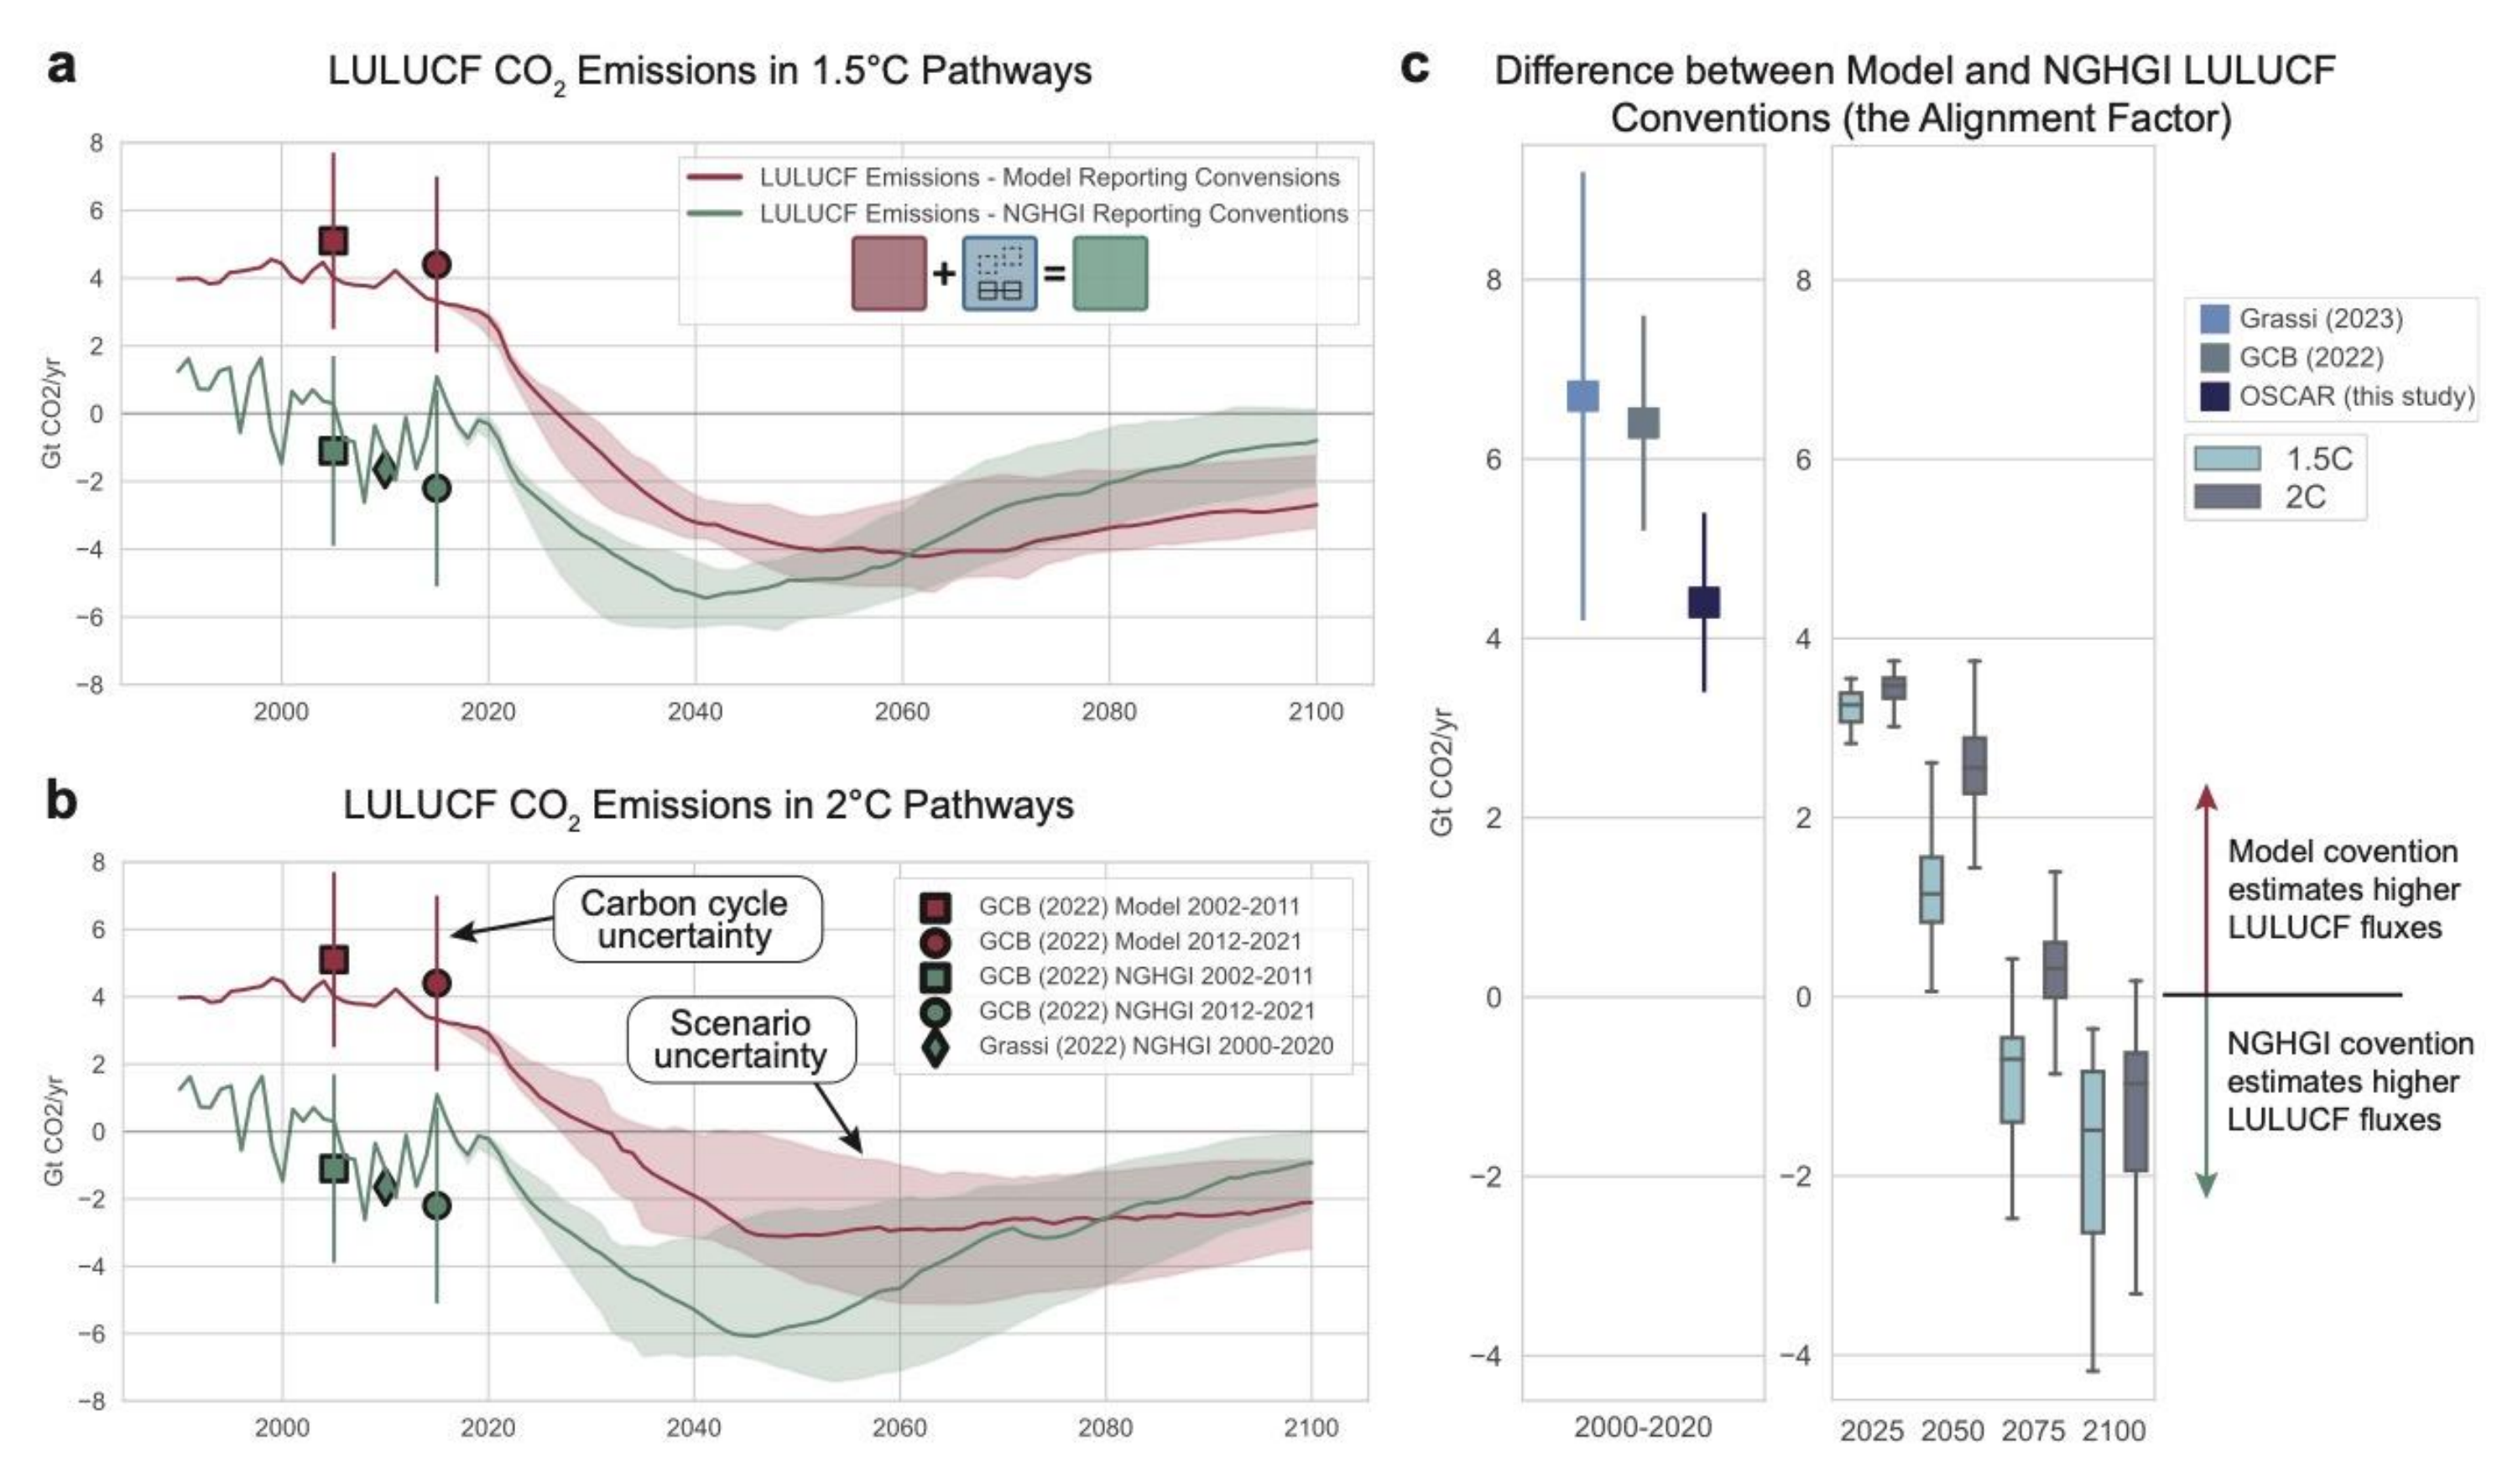 a
LULUCF CO2 Emissions in 1.5°C Pathways
8
6
4
2
0
−2
−4
−6
−8
Gt CO2/yr
LULUCF Emissions - Model Reporting Convensions
LULUCF Emissions - NGHGI Reporting Conventions
+ =
2000 2020 2040 2060 2080 2100
b
LULUCF CO2 Emissions in 2°C Pathways
8
6
4
2
0
−2
−4
−6
−8
Gt CO2/yr
Carbon cycle
uncertainty
Scenario
uncertainty
GCB (2022) Model 2002-2011
GCB (2022) Model 2012-2021
GCB (2022) NGHGI 2002-2011
GCB (2022) NGHGI 2012-2021
Grassi (2022) NGHGI 2000-2020
2000 2020 2040 2060 2080 2100
c
Difference between Model and NGHGI LULUCF
Conventions (the Alignment Factor)
Gt CO2/yr
8
6
4
2
0
−2
−4
2000-2020
8
6
4
2
0
−2
−4
2025 2050 2075 2100
Grassi (2023)
GCB (2022)
OSCAR (this study)
1.5C
2C
Model covention
estimates higher
LULUCF fluxes
NGHGI covention
estimates higher
LULUCF fluxes